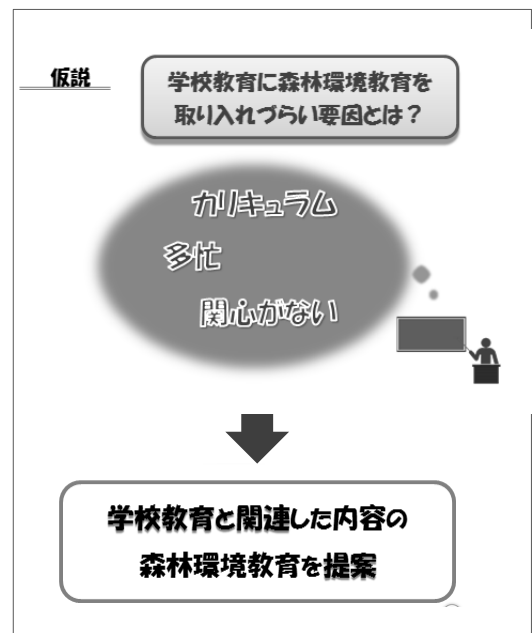 仮説
学校教育に森林環境教育を
取り入れづらい要因とは？
カリキュラム
多忙
関心がない
学校教育と関連した内容の
森林環境教育を提案